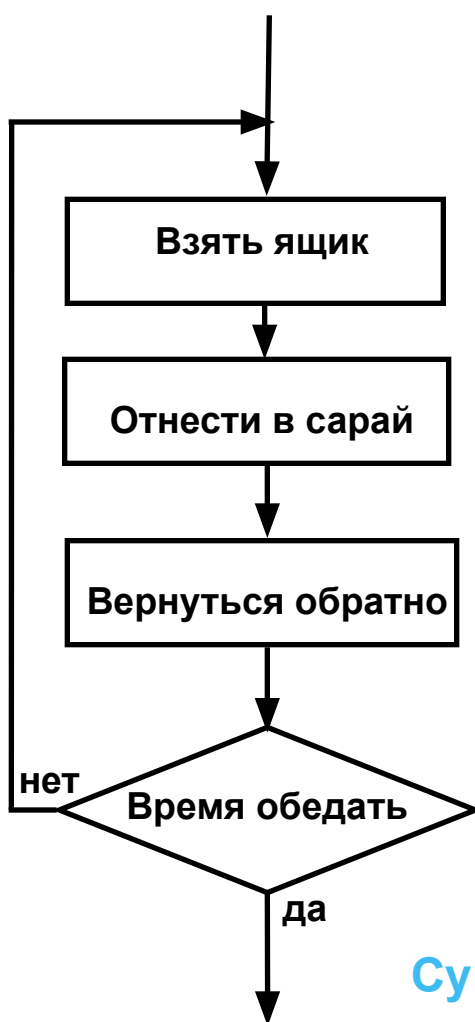 Взять ящик
Отнести в сарай
Вернуться обратно
нет
Время обедать
да
Су